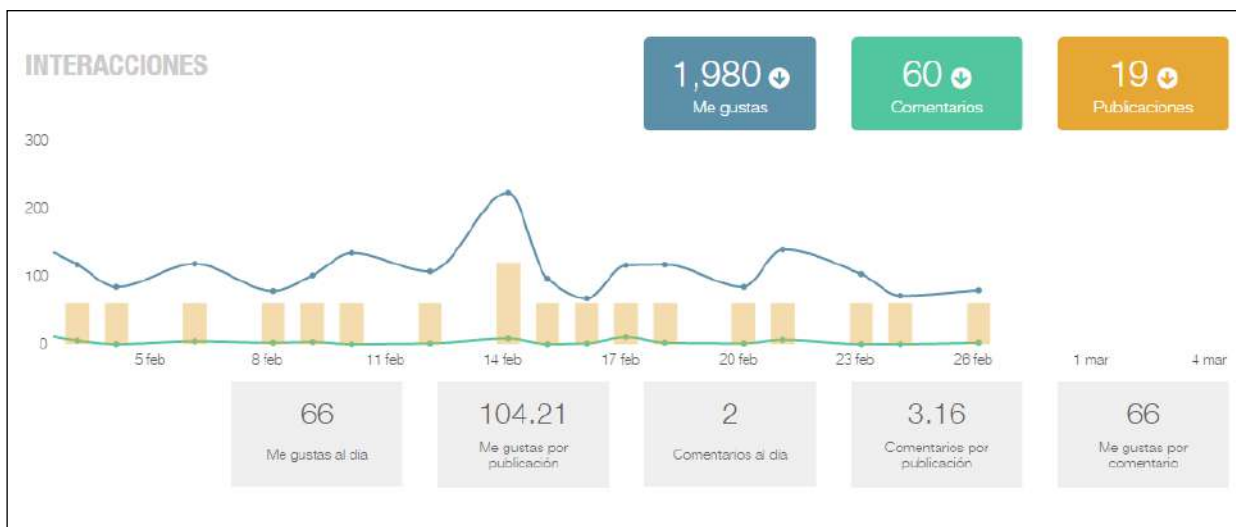 INTERACCIONES
1,980
Me gustas
60
Comentarios
19
Publicaciones
300
200
100
0
5 feb
8 feb
11 feb
14 feb
17 feb
20 feb
23 feb
26 feb
1 mar
4 mar
66
Me gustas al día
104.21
Me gustas por
publicación
2
Comentarios al día
3.16
Comentarios por
publicación
66
Me gustas por
comentario